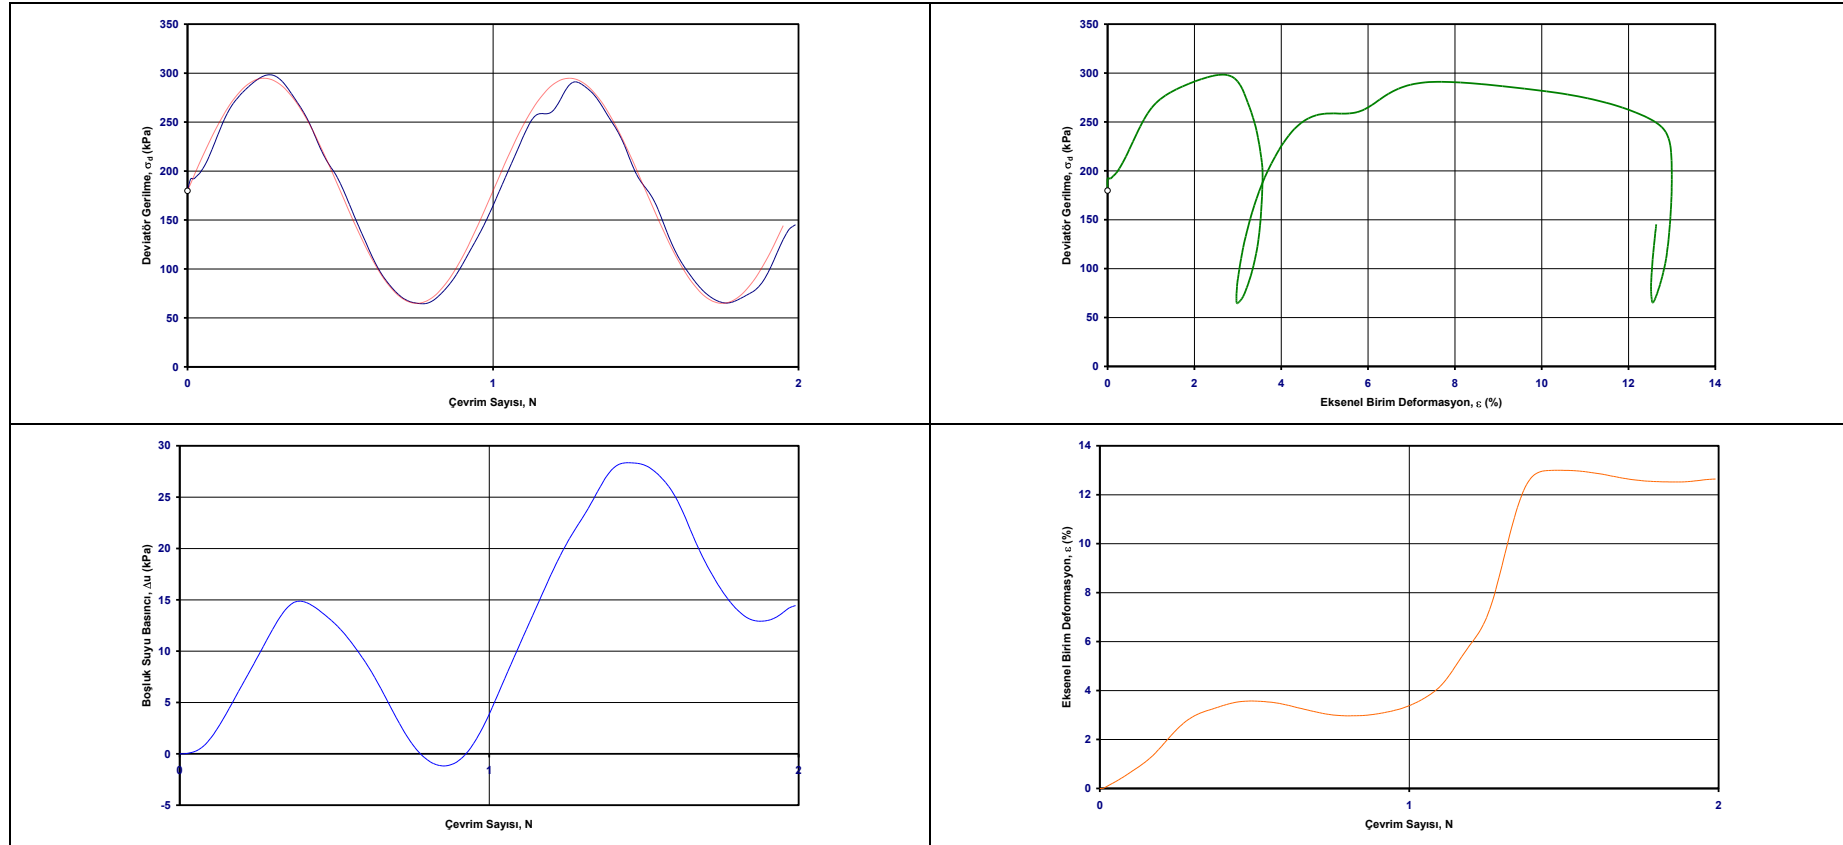 350
300
250
200
150
100
50
0
Deviatör Gerilme, σd (kPa)
0 1 2
Çevrim Sayısı, N
350
300
250
200
150
100
50
0
Deviatör Gerilme, σd (kPa)
0 2 4 6 8 10 12 14
Eksenel Birim Deformasyon, ε (%)
30
25
20
15
10
5
0
-5
Boşluk Suyu Basıncı, Δu (kPa)
0 1 2
Çevrim Sayısı, N
14
12
10
8
6
4
2
0
Eksenel Birim Deformasyon, ε (%)
0 1 2
Çevrim Sayısı, N